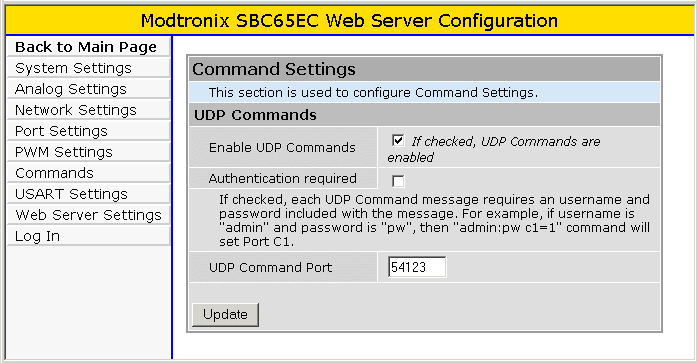 Modtronix SBC65EC Web Server Configuration
Back to Main Page
System Settings
Analog Settings
Network Settings
Port Settings
PWM Settings
Commands
USART Settings
Web Server Settings
Log In
Command Settings
This section is used to configure Command Settings.
UDP Commands
Enable UDP Commands
If checked, UDP Commands are
enabled
Authentication required
If checked, each UDP Command message requires an username and
password included with the message. For example, if username is
"admin" and password is "pw", then "admin:pw c1=1" command will
set Port C1.
UDP Command Port
54123
Update